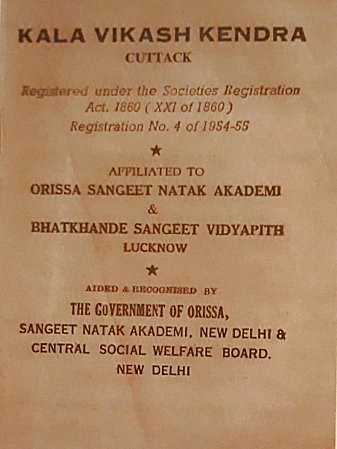 KALA VIKASH KENDRA
CUTTACK
Registered under the Societies Registration
Act. 1860 ( XXI of 1860 )
Registration No. 4 of 1954-55
AFFILIATED TO
ORISSA SANGEET NATAK AKADEMI
&
BHATKHANDE SANGEET VIDYAPITH
LUCKNOW
AIDED & RECOGNISED BY
THE GoVERNMENT OF ORISSA,
SANGEET NATAK AKADEMI, NEW DELHI &
CENTRAL SOCIAL WELFARE BOARD.
NEW DELHI